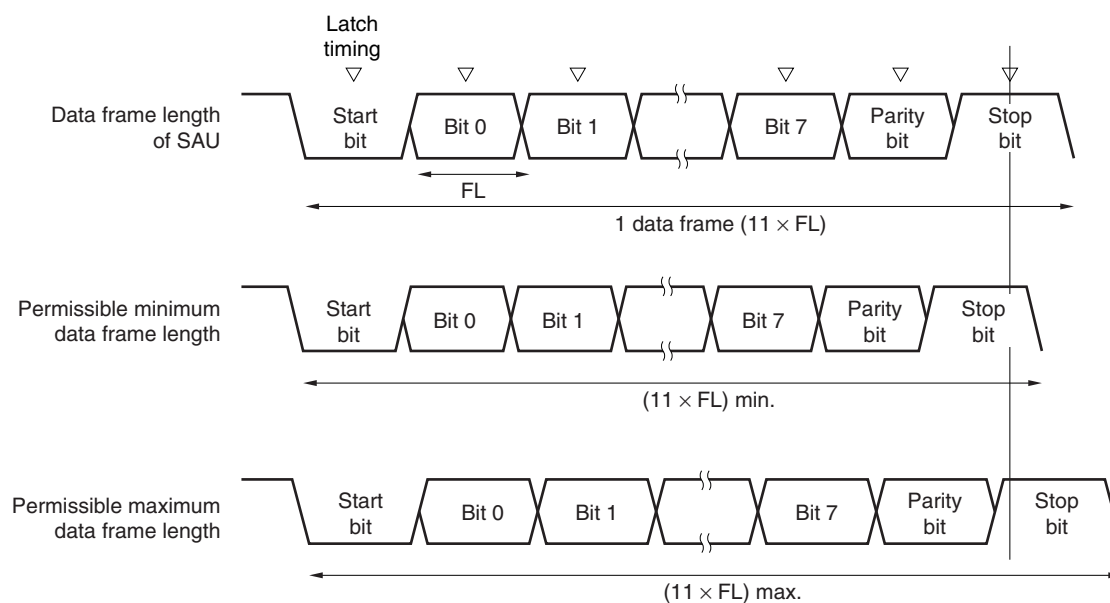 Latch
timing
Data frame length
of SAU
Start
bit
Bit 0
Bit 1
Bit 7
Parity
bit
Stop
bit
FL
1 data frame (11 × FL)
Permissible minimum
data frame length
Start
bit
Bit 0
Bit 1
Bit 7
Parity
bit
Stop
bit
(11 × FL) min.
Permissible maximum
data frame length
Start
bit
Bit 0
Bit 1
Bit 7
Parity
bit
Stop
bit
(11 × FL) max.